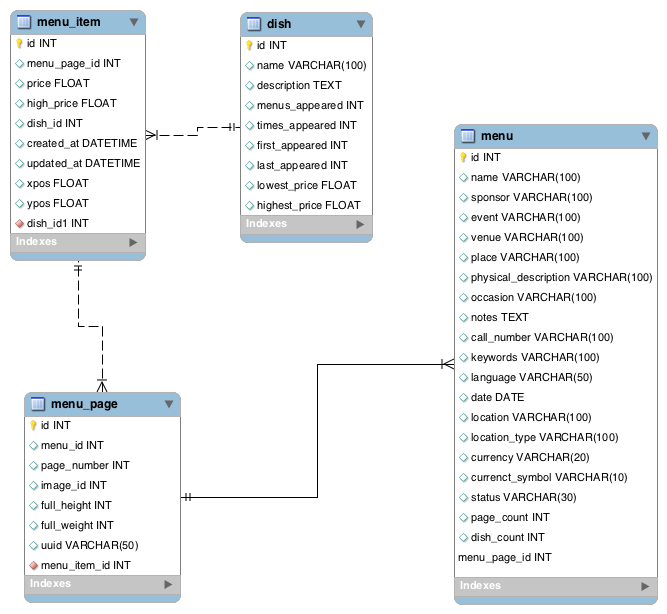 menu_item
id INT
menu_page_id INT
price FLOAT
high_price FLOAT
dish_id INT
created_at DATETIME
updated_at DATETIME
xpos FLOAT
ypos FLOAT
dish_id1 INT
Indexes
dish
id INT
name VARCHAR(100)
description TEXT
menus_appeared INT
times_appeared INT
first_appeared INT
last_appeared INT
lowest_price FLOAT
highest_price FLOAT
Indexes
menu
id INT
name VARCHAR(100)
sponsor VARCHAR(100)
event VARCHAR(100)
venue VARCHAR(100)
place VARCHAR(100)
physical_description VARCHAR(100)
occasion VARCHAR(100)
notes TEXT
call_number VARCHAR(100)
keywords VARCHAR(100)
language VARCHAR(50)
date DATE
location VARCHAR(100)
location_type VARCHAR(100)
currency VARCHAR(20)
currenct_symbol VARCHAR(10)
status VARCHAR(30)
page_count INT
dish_count INT
menu_page_id INT
Indexes
menu_page
id INT
menu_id INT
page_number INT
image_id INT
full_height INT
full_weight INT
uuid VARCHAR(50)
menu_item_id INT
Indexes